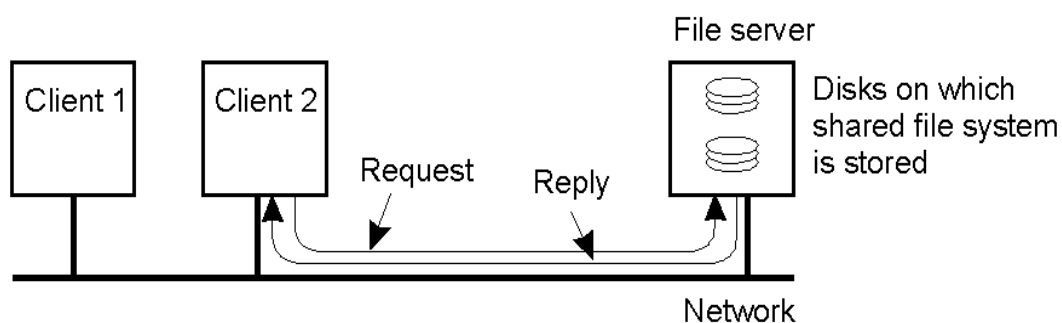 File server
Client 1
Client 2
Disks on which
shared file system
is stored
Request
Reply
Network